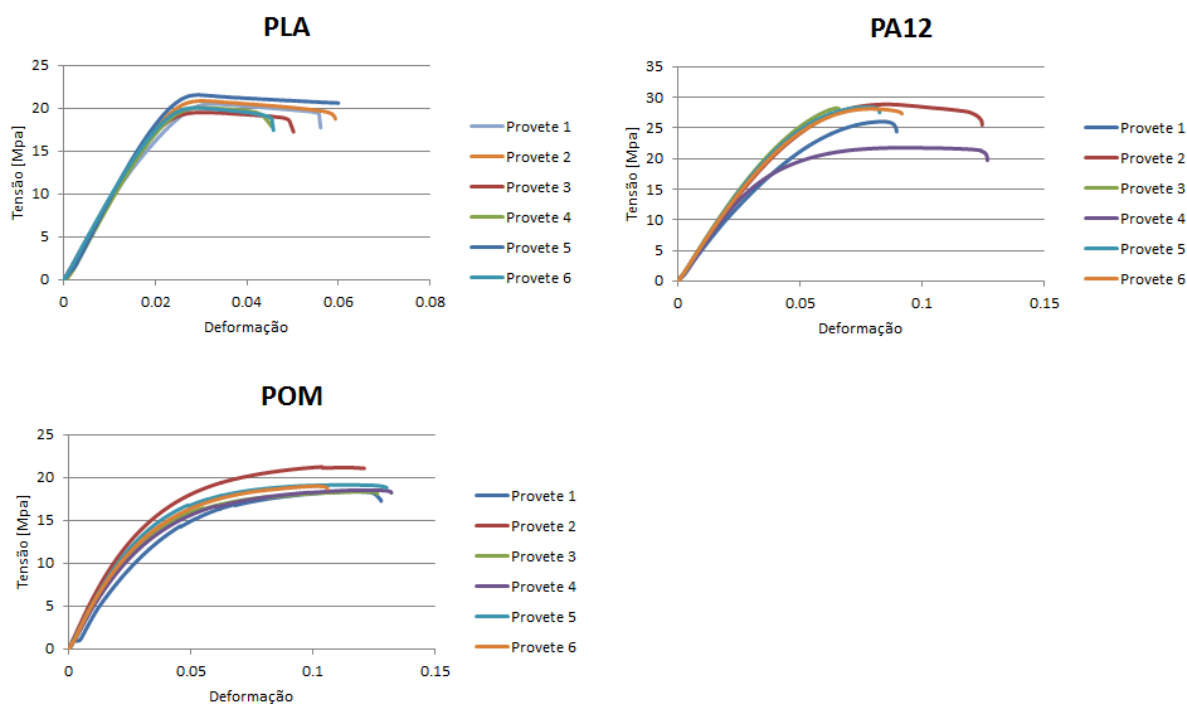 PLA
25
20
15
10
5
0
Tensão [Mpa]
0
0.02
0.04
0.06
0.08
Deformação
Provete 1
Provete 2
Provete 3
Provete 4
Provete 5
Provete 6
PA12
35
30
25
20
15
10
5
0
Tensão [Mpa]
0
0.05
0.1
0.15
Deformação
Provete 1
Provete 2
Provete 3
Provete 4
Provete 5
Provete 6
POM
25
20
15
10
5
0
Tensão [Mpa]
0
0.05
0.1
0.15
Deformação
Provete 1
Provete 2
Provete 3
Provete 4
Provete 5
Provete 6